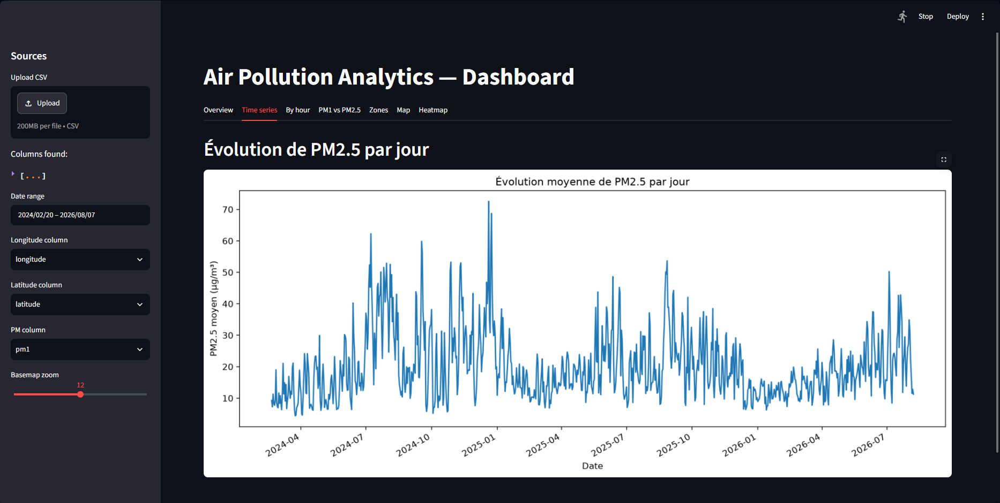 Stop Deploy
Sources
Upload CSV
Upload
200MB per file • CSV
Columns found:
[...]
Date range
2024/02/20 – 2026/08/07
Longitude column
longitude
Latitude column
latitude
PM column
pm1
Basemap zoom
12
Air Pollution Analytics — Dashboard
Overview Time series By hour PM1 vs PM2.5 Zones Map Heatmap
Évolution de PM2.5 par jour
Évolution moyenne de PM2.5 par jour
PM2.5 moyen (µg/m³)
70
60
50
40
30
20
10
2024-04 2024-07 2024-10 2025-01 2025-04 2025-07 2025-10 2026-01 2026-04 2026-07
Date